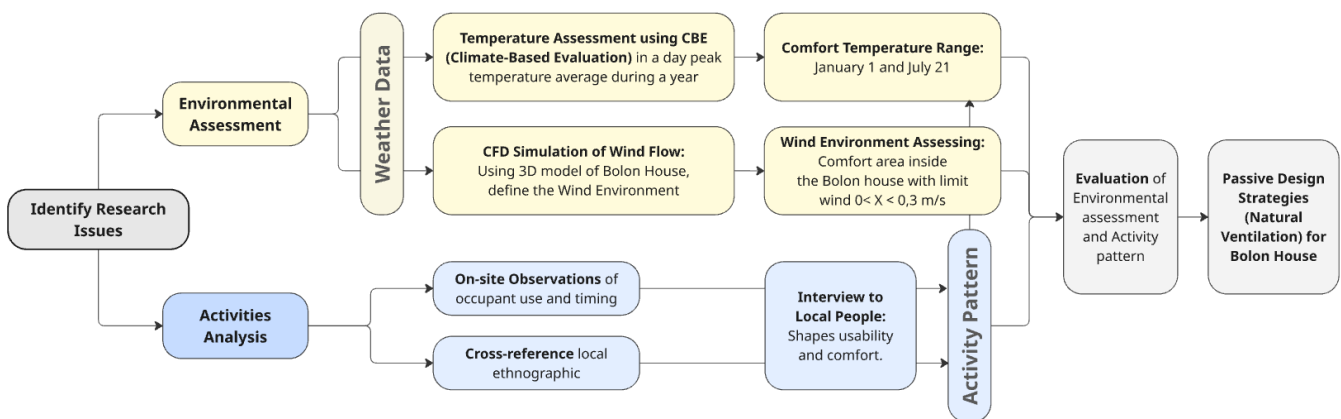 Identify Research
Issues
Environmental
Assessment
Weather Data
Temperature Assessment using CBE
(Climate-Based Evaluation) in a day peak
temperature average during a year
Comfort Temperature Range:
January 1 and July 21
CFD Simulation of Wind Flow:
Using 3D model of Bolon House,
define the Wind Environment
Wind Environment Assessing:
Comfort area inside
the Bolon house with limit
wind 0< X < 0,3 m/s
Activities
Analysis
On-site Observations of
occupant use and timing
Cross-reference local
ethnographic
Interview to
Local People:
Shapes usability
and comfort.
Activity Pattern
Evaluation of
Environmental
assessment
and Activity
pattern
Passive Design
Strategies
(Natural
Ventilation) for
Bolon House